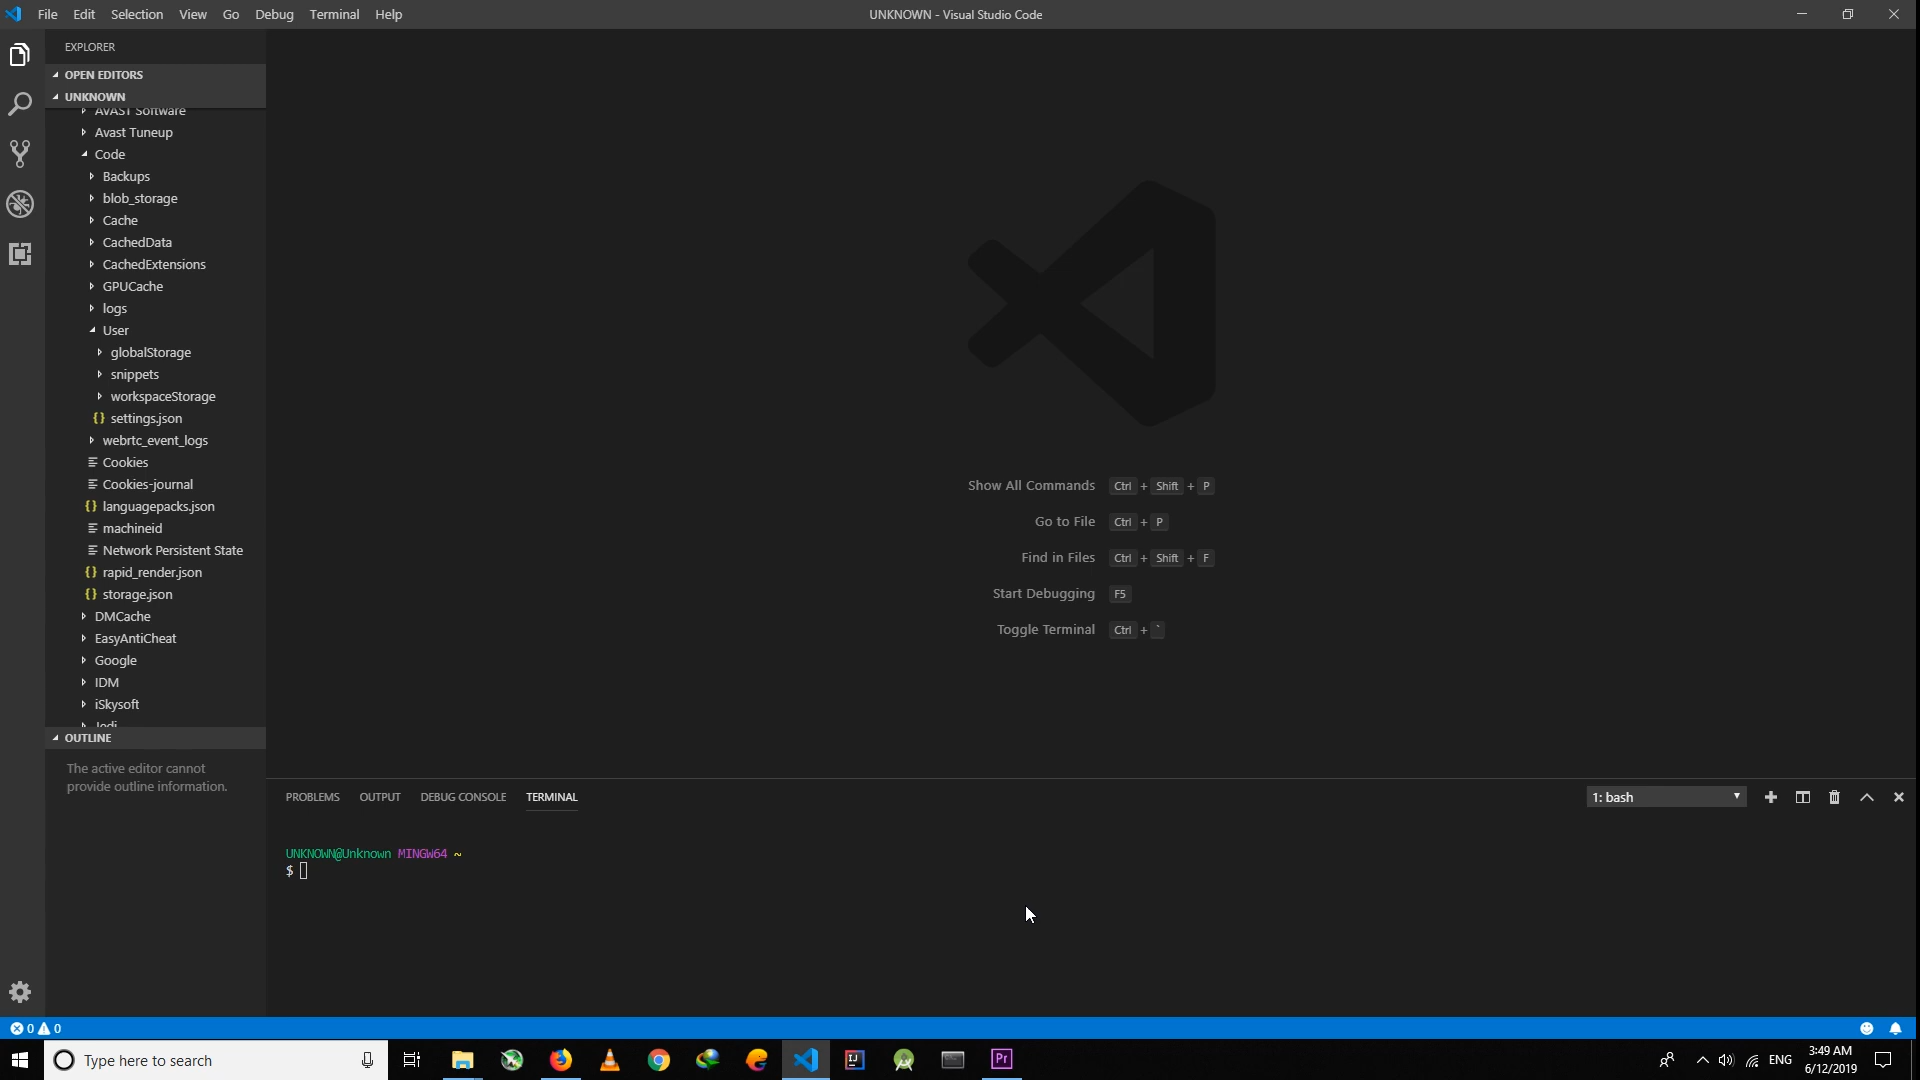 File Edit Selection View Go Debug Terminal Help
UNKNOWN - Visual Studio Code
EXPLORER
OPEN EDITORS
UNKNOWN
AVAST Software
Avast Tuneup
Code
Backups
blob_storage
Cache
CachedData
CachedExtensions
GPUCache
logs
User
globalStorage
snippets
workspaceStorage
{} settings.json
webrtc_event_logs
Cookies
Cookies-journal
{} languagepacks.json
machineid
Network Persistent State
{} rapid_render.json
{} storage.json
DMCache
EasyAntiCheat
Google
IDM
iSkysoft
OUTLINE
The active editor cannot
provide outline information.
Show All Commands Ctrl + Shift + P
Go to File Ctrl + P
Find in Files Ctrl + Shift + F
Start Debugging F5
Toggle Terminal Ctrl + `
PROBLEMS OUTPUT DEBUG CONSOLE TERMINAL
1: bash
UNKNOWN@Unknown MINGW64 ~
$
0 0
Type here to search
IJ
Pr
ENG
3:49 AM
6/12/2019